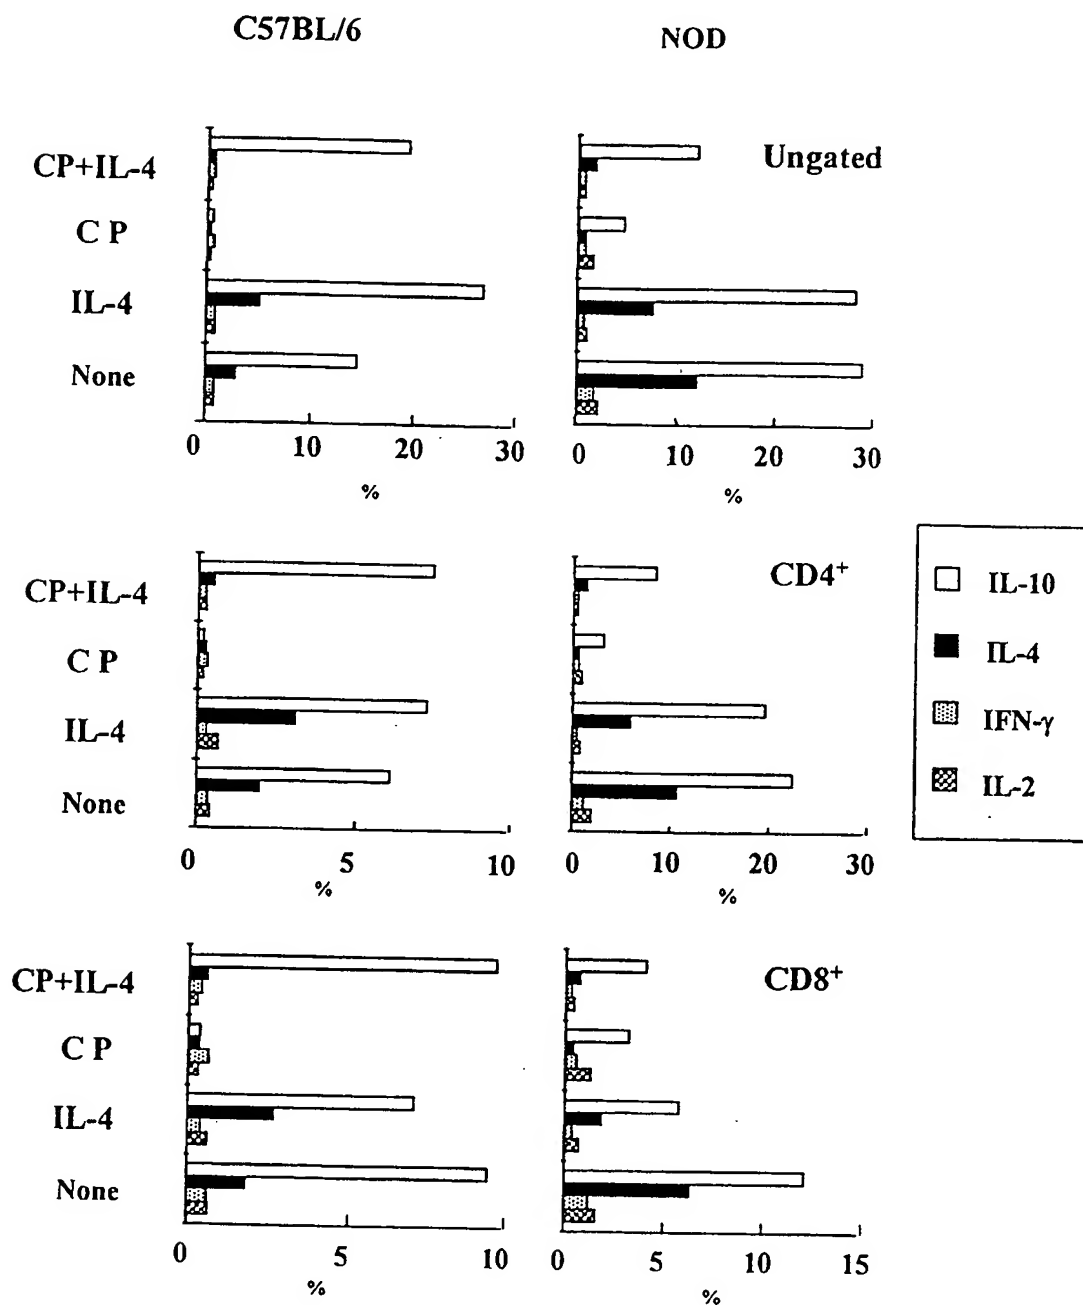 C57BL/6
NOD
Ungated
CP+IL-4
C P
IL-4
None
0 10 20 30
%
0 10 20 30
%
CD4⁺
CP+IL-4
C P
IL-4
None
0 5 10
%
0 10 20 30
%
IL-10
IL-4
IFN-γ
IL-2
CD8⁺
CP+IL-4
C P
IL-4
None
0 5 10
%
0 5 10 15
%